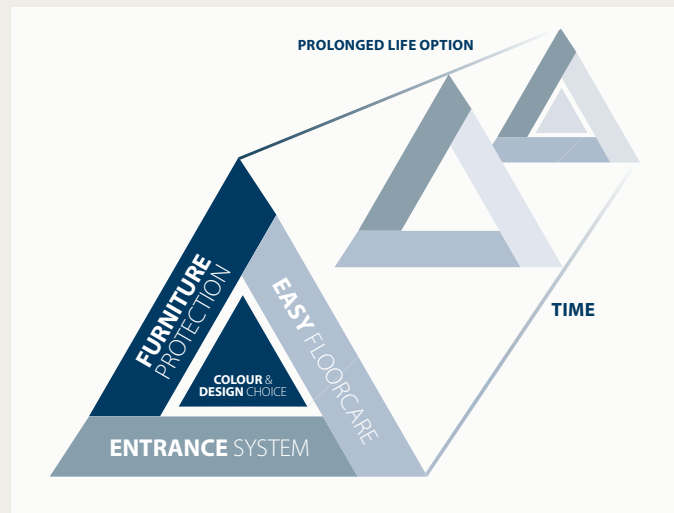 PROLONGED LIFE OPTION
FURNITURE
PROTECTION
EASY FLOORCARE
COLOUR &
DESIGN CHOICE
ENTRANCE SYSTEM
TIME